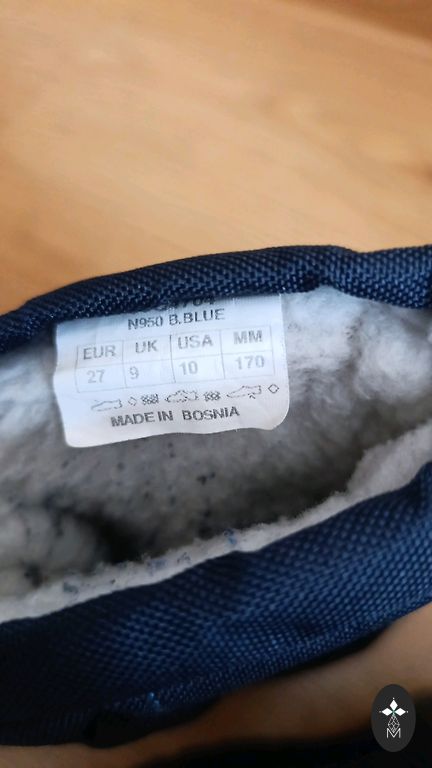 N950 B.BLUE
EUR UK USA MM
27 9 10 170
MADE IN BOSNIA